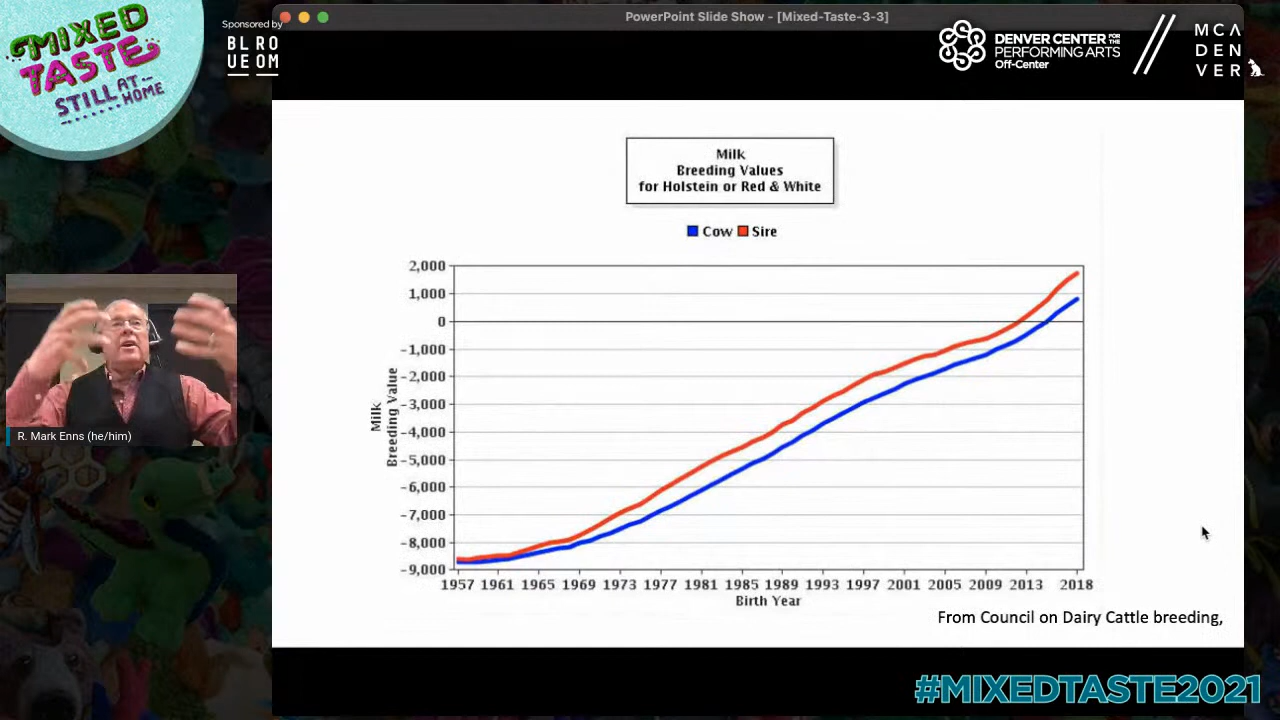 MIXED
TASTE
STILL AT-
HOME
Sponsored by
BL RO
UE OM
PowerPoint Slide Show - [Mixed-Taste-3-3]
DENVER CENTER FOR THE
PERFORMING ARTS
Off-Center
MCA
DEN
VER
Milk
Breeding Values
for Holstein or Red & White
Cow Sire
2,000
1,000
0
-1,000
-2,000
-3,000
-4,000
-5,000
-6,000
-7,000
-8,000
-9,000
Milk
Breeding Value
1957 1961 1965 1969 1973 1977 1981 1985 1989 1993 1997 2001 2005 2009 2013 2018
Birth Year
From Council on Dairy Cattle breeding,
R. Mark Enns (he/him)
#MIXEDTASTE2021